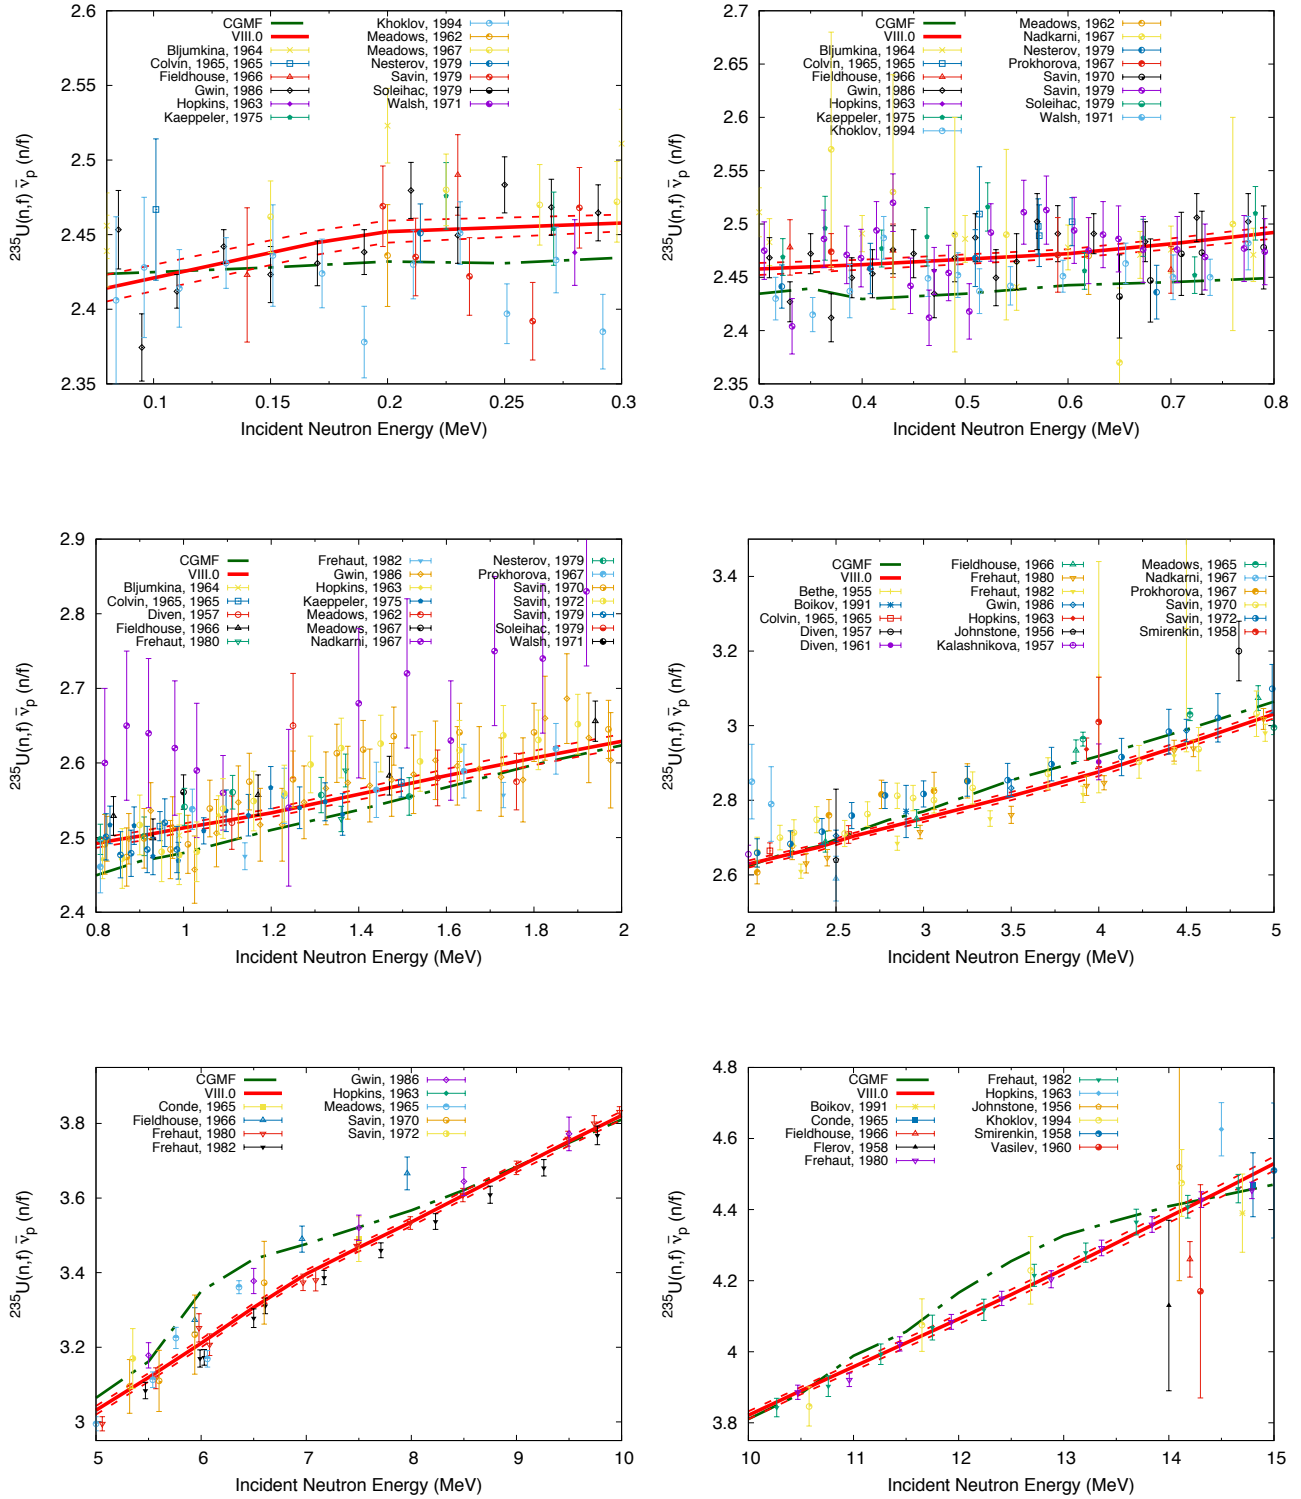 2.6
2.55
2.5
2.45
2.4
2.35
0.1
0.15
0.2
0.25
0.3
Incident Neutron Energy (MeV)
235U(n,f) ν̄p (n/f)
CGMF
VIII.0
Bljumkina, 1964
Colvin, 1965, 1965
Fieldhouse, 1966
Gwin, 1986
Hopkins, 1963
Kaeppeler, 1975
Khoklov, 1994
Meadows, 1962
Meadows, 1967
Nesterov, 1979
Savin, 1979
Soleihac, 1979
Walsh, 1971
2.7
2.65
2.6
2.55
2.5
2.45
2.4
2.35
0.3
0.4
0.5
0.6
0.7
0.8
Incident Neutron Energy (MeV)
235U(n,f) ν̄p (n/f)
CGMF
VIII.0
Bljumkina, 1964
Colvin, 1965, 1965
Fieldhouse, 1966
Gwin, 1986
Hopkins, 1963
Kaeppeler, 1975
Khoklov, 1994
Meadows, 1962
Nadkarni, 1967
Nesterov, 1979
Prokhorova, 1967
Savin, 1970
Savin, 1979
Soleihac, 1979
Walsh, 1971
2.9
2.8
2.7
2.6
2.5
2.4
0.8
1
1.2
1.4
1.6
1.8
2
Incident Neutron Energy (MeV)
235U(n,f) ν̄p (n/f)
CGMF
VIII.0
Bljumkina, 1964
Colvin, 1965, 1965
Diven, 1957
Fieldhouse, 1966
Frehaut, 1980
Frehaut, 1982
Gwin, 1986
Hopkins, 1963
Kaeppeler, 1975
Meadows, 1962
Meadows, 1967
Nadkarni, 1967
Nesterov, 1979
Prokhorova, 1967
Savin, 1970
Savin, 1972
Savin, 1979
Soleihac, 1979
Walsh, 1971
3.4
3.2
3
2.8
2.6
2
2.5
3
3.5
4
4.5
5
Incident Neutron Energy (MeV)
235U(n,f) ν̄p (n/f)
CGMF
VIII.0
Bethe, 1955
Boikov, 1991
Colvin, 1965, 1965
Diven, 1957
Diven, 1961
Fieldhouse, 1966
Frehaut, 1980
Frehaut, 1982
Gwin, 1986
Hopkins, 1963
Johnstone, 1956
Kalashnikova, 1957
Meadows, 1965
Nadkarni, 1967
Prokhorova, 1967
Savin, 1970
Savin, 1972
Smirenkin, 1958
3.8
3.6
3.4
3.2
3
5
6
7
8
9
10
Incident Neutron Energy (MeV)
235U(n,f) ν̄p (n/f)
CGMF
VIII.0
Conde, 1965
Fieldhouse, 1966
Frehaut, 1980
Frehaut, 1982
Gwin, 1986
Hopkins, 1963
Meadows, 1965
Savin, 1970
Savin, 1972
4.8
4.6
4.4
4.2
4
3.8
10
11
12
13
14
15
Incident Neutron Energy (MeV)
235U(n,f) ν̄p (n/f)
CGMF
VIII.0
Boikov, 1991
Conde, 1965
Fieldhouse, 1966
Flerov, 1958
Frehaut, 1980
Frehaut, 1982
Hopkins, 1963
Johnstone, 1956
Khoklov, 1994
Smirenkin, 1958
Vasilev, 1960